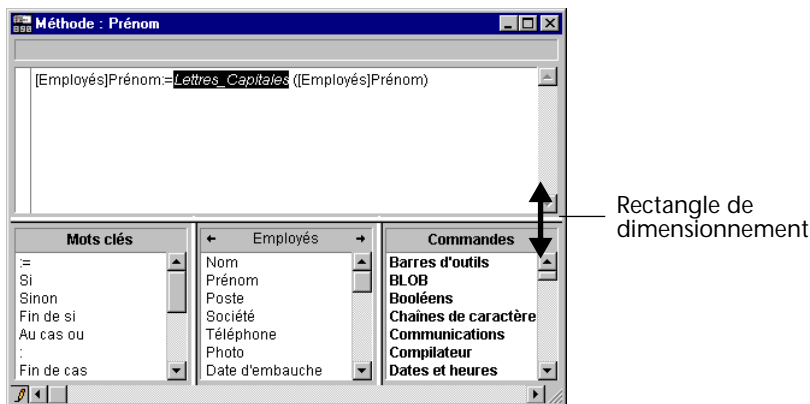 Méthode : Prénom
[Employés]Prénom:=Lettres_Capitales ([Employés]Prénom)
Rectangle de
dimensionnement
Mots clés
:=
Si
Sinon
Fin de si
Au cas ou
:
Fin de cas
Employés
Nom
Prénom
Poste
Société
Téléphone
Photo
Date d'embauche
Commandes
Barres d'outils
BLOB
Booléens
Chaînes de caractère
Communications
Compilateur
Dates et heures